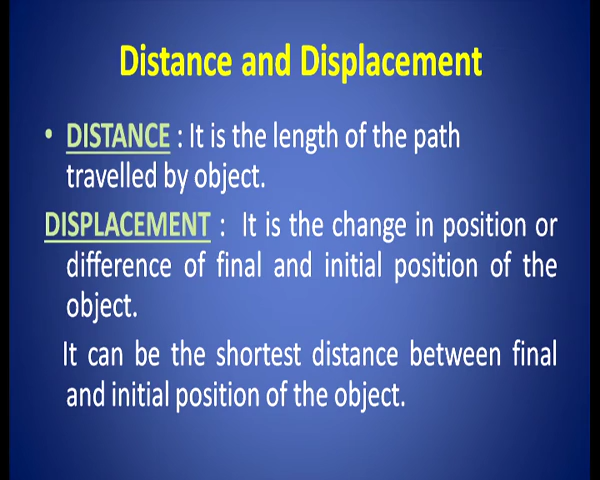 Distance and Displacement
• DISTANCE : It is the length of the path
travelled by object.
DISPLACEMENT : It is the change in position or
difference of final and initial position of the
object.
It can be the shortest distance between final
and initial position of the object.